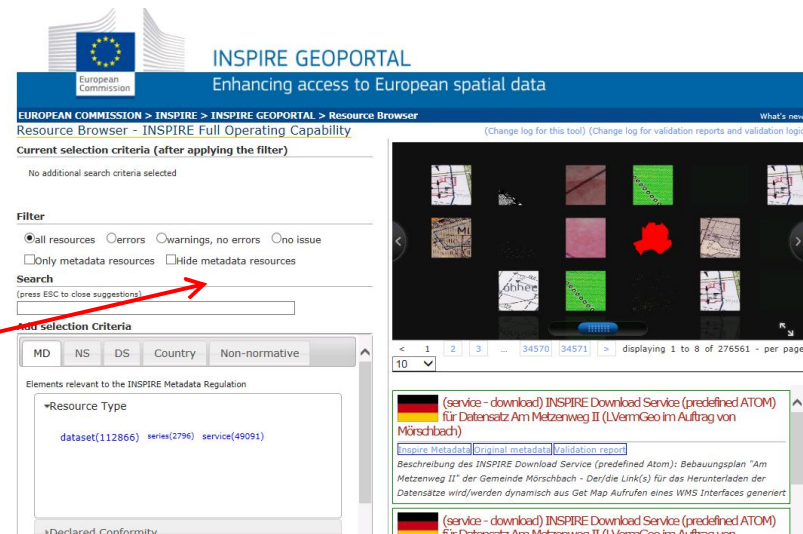 European
Commission
INSPIRE GEOPORTAL
Enhancing access to European spatial data
EUROPEAN COMMISSION > INSPIRE > INSPIRE GEOPORTAL > Resource Browser
What's new
Resource Browser - INSPIRE Full Operating Capability
(Change log for this tool) (Change log for validation reports and validation logic
Current selection criteria (after applying the filter)
No additional search criteria selected
Filter
all resources errors warnings, no errors no issue
Only metadata resources Hide metadata resources
Search
(press ESC to close suggestions)
Add selection Criteria
MD NS DS Country Non-normative
Elements relevant to the INSPIRE Metadata Regulation
Resource Type
dataset(112866) series(2796) service(49091)
Declared Conformity
< 1 2 3 ... 34570 34571 > displaying 1 to 8 of 276561 - per page
10
(service - download) INSPIRE Download Service (predefined ATOM)
für Datensatz Am Metzenweg II (LVermGeo im Auftrag von
Mörschbach)
Inspire Metadata Original metadata Validation report
Beschreibung des INSPIRE Download Service (predefined Atom): Bebauungsplan "Am
Metzenweg II" der Gemeinde Mörschbach - Der/die Link(s) für das Herunterladen der
Datensätze wird/werden dynamisch aus Get Map Aufrufen eines WMS Interfaces generiert
(service - download) INSPIRE Download Service (predefined ATOM)
für Datensatz Am Metzenweg II (LVermGeo im Auftrag von